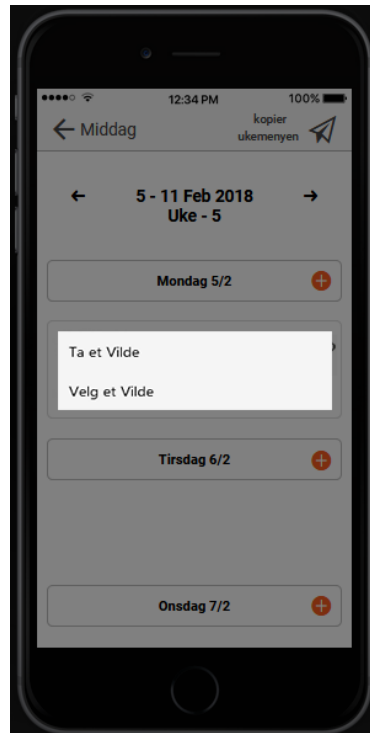 12:34 PM
100%
Middag
kopier
ukemenyen
5 - 11 Feb 2018
Uke - 5
Mondag 5/2
Ta et Vilde
Velg et Vilde
Tirsdag 6/2
Onsdag 7/2